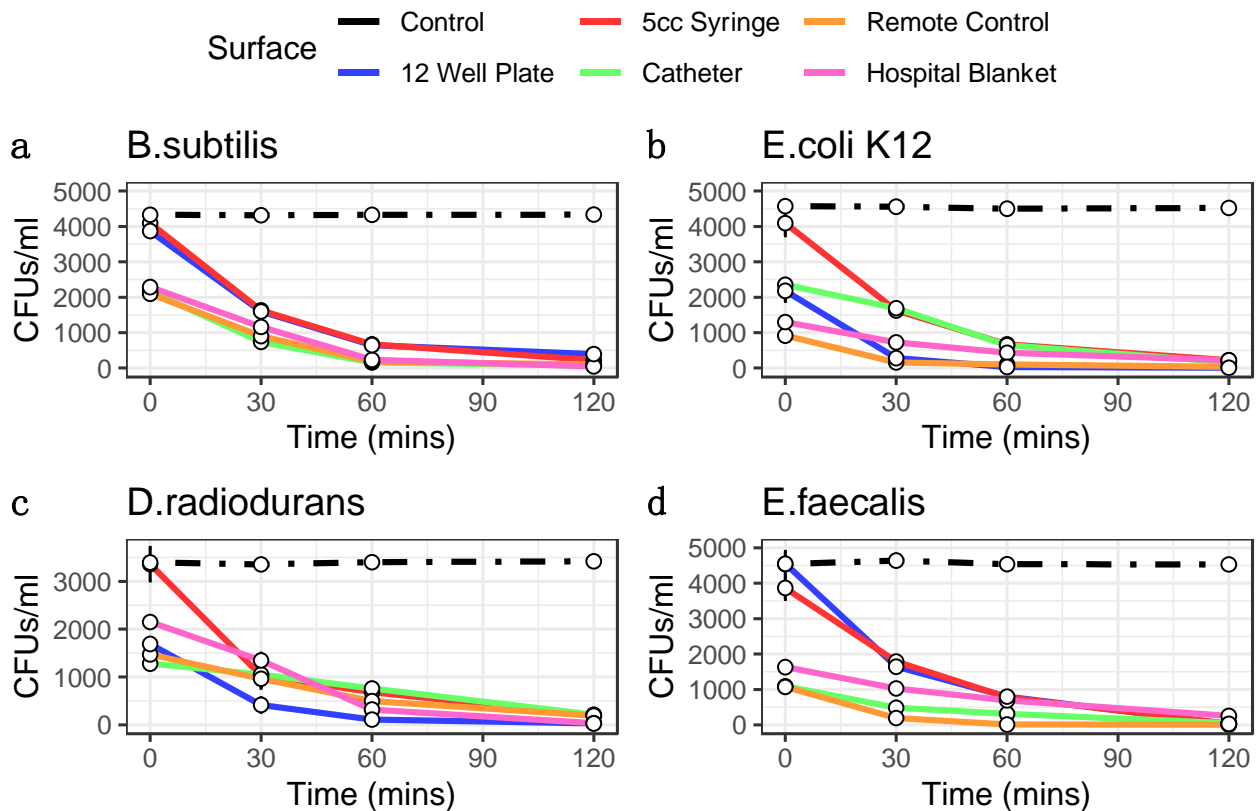 Surface
Control
5cc Syringe
Remote Control
12 Well Plate
Catheter
Hospital Blanket
a
B.subtilis
5000
4000
3000
2000
1000
0
CFUs/ml
0 30 60 90 120
Time (mins)
b
E.coli K12
5000
4000
3000
2000
1000
0
CFUs/ml
0 30 60 90 120
Time (mins)
c
D.radiodurans
3000
2000
1000
0
CFUs/ml
0 30 60 90 120
Time (mins)
d
E.faecalis
5000
4000
3000
2000
1000
0
CFUs/ml
0 30 60 90 120
Time (mins)